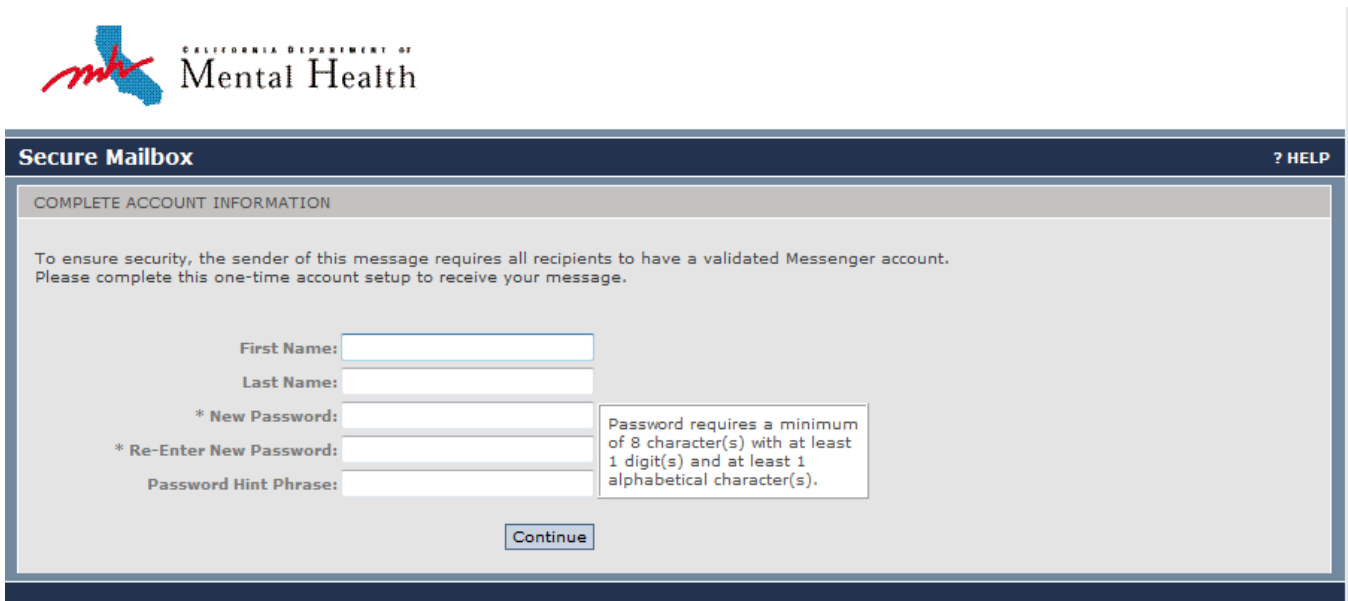 mh
CALIFORNIA DEPARTMENT OF
Mental Health
Secure Mailbox
? HELP
COMPLETE ACCOUNT INFORMATION
To ensure security, the sender of this message requires all recipients to have a validated Messenger account.
Please complete this one-time account setup to receive your message.
First Name:
Last Name:
* New Password:
* Re-Enter New Password:
Password Hint Phrase:
Password requires a minimum
of 8 character(s) with at least
1 digit(s) and at least 1
alphabetical character(s).
Continue